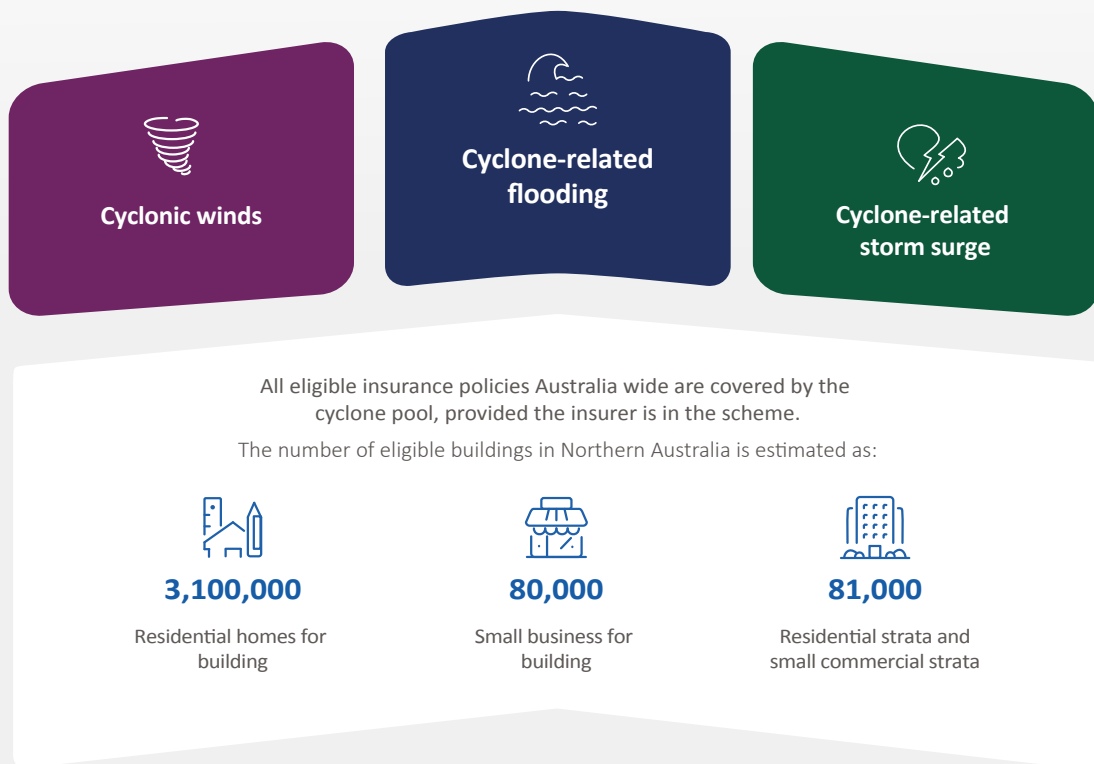 Cyclonic winds
Cyclone-related
flooding
Cyclone-related
storm surge
All eligible insurance policies Australia wide are covered by the
cyclone pool, provided the insurer is in the scheme.
The number of eligible buildings in Northern Australia is estimated as:
3,100,000
Residential homes for
building
80,000
Small business for
building
81,000
Residential strata and
small commercial strata